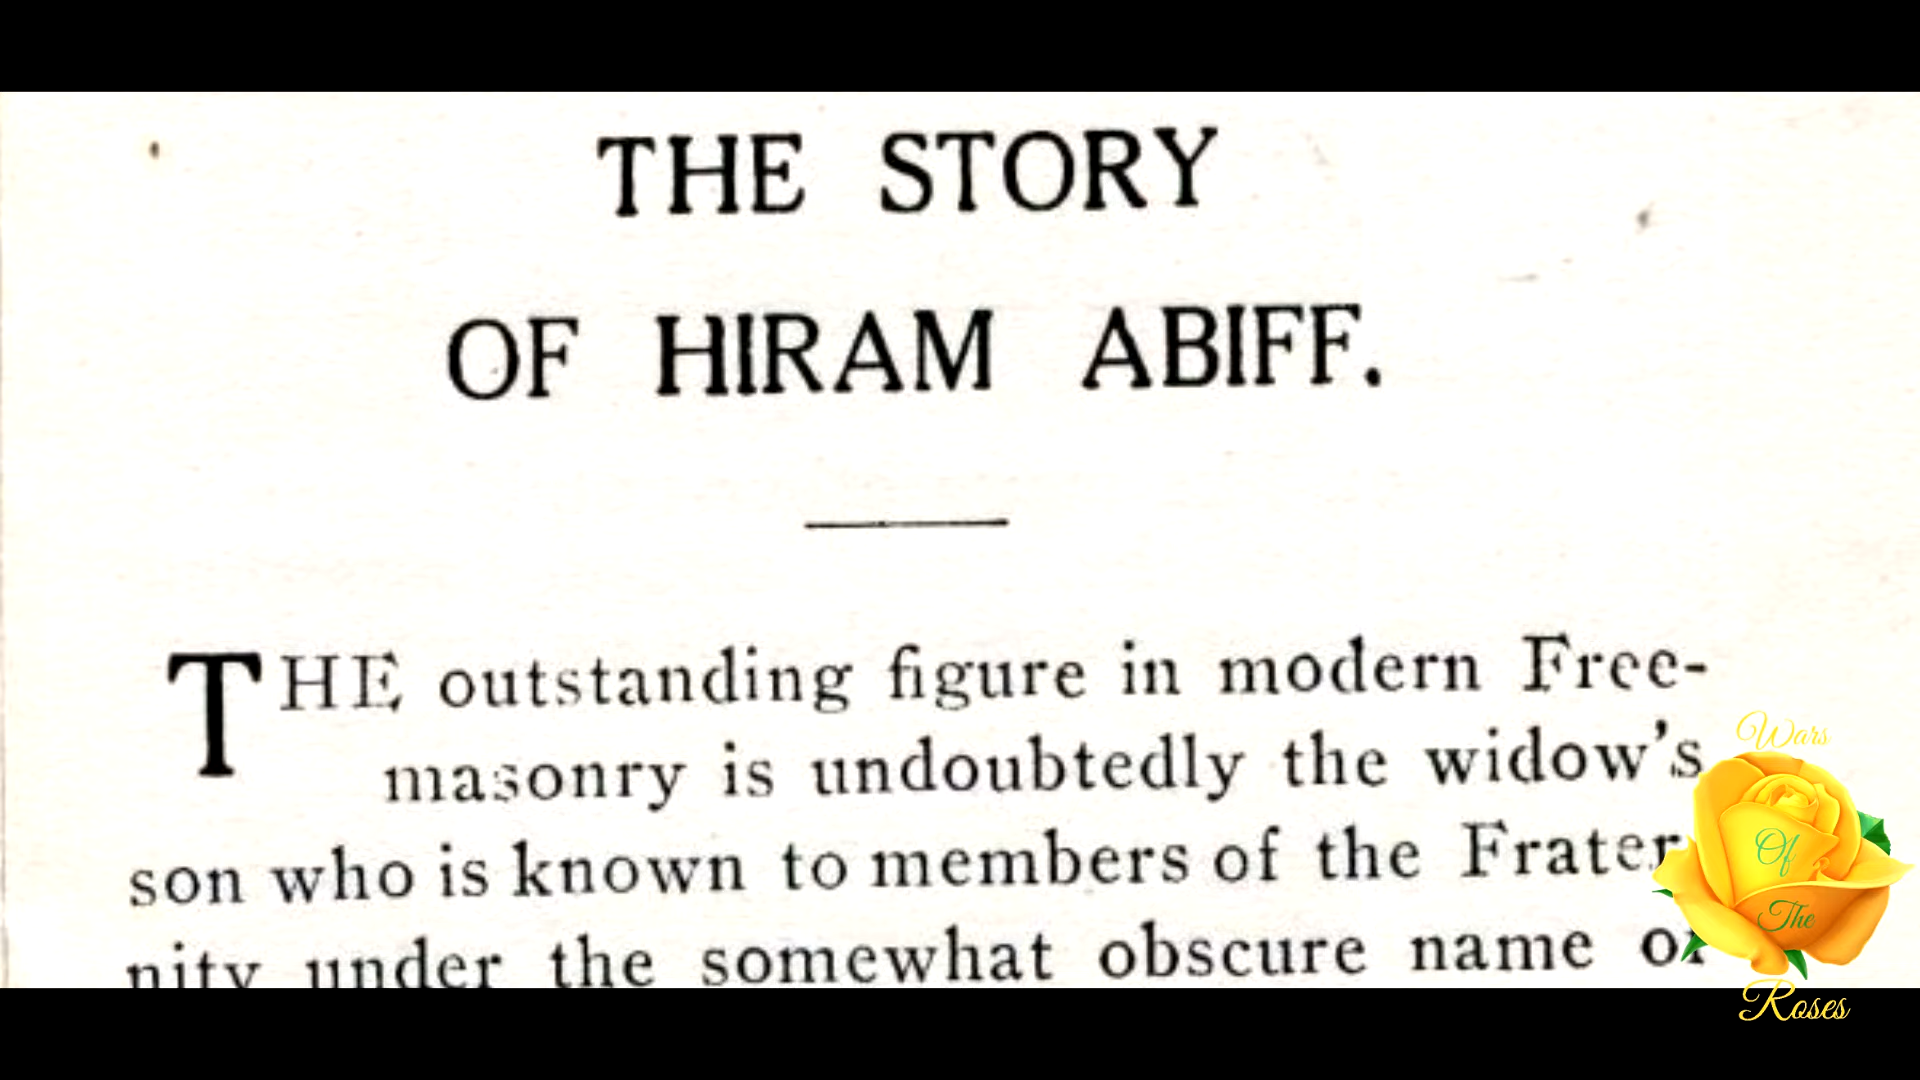 THE STORY
OF HIRAM ABIFF.
THE outstanding figure in modern Free-
masonry is undoubtedly the widow's
son who is known to members of the Frater
nity under the somewhat obscure name of
Wars
Of
The
Roses